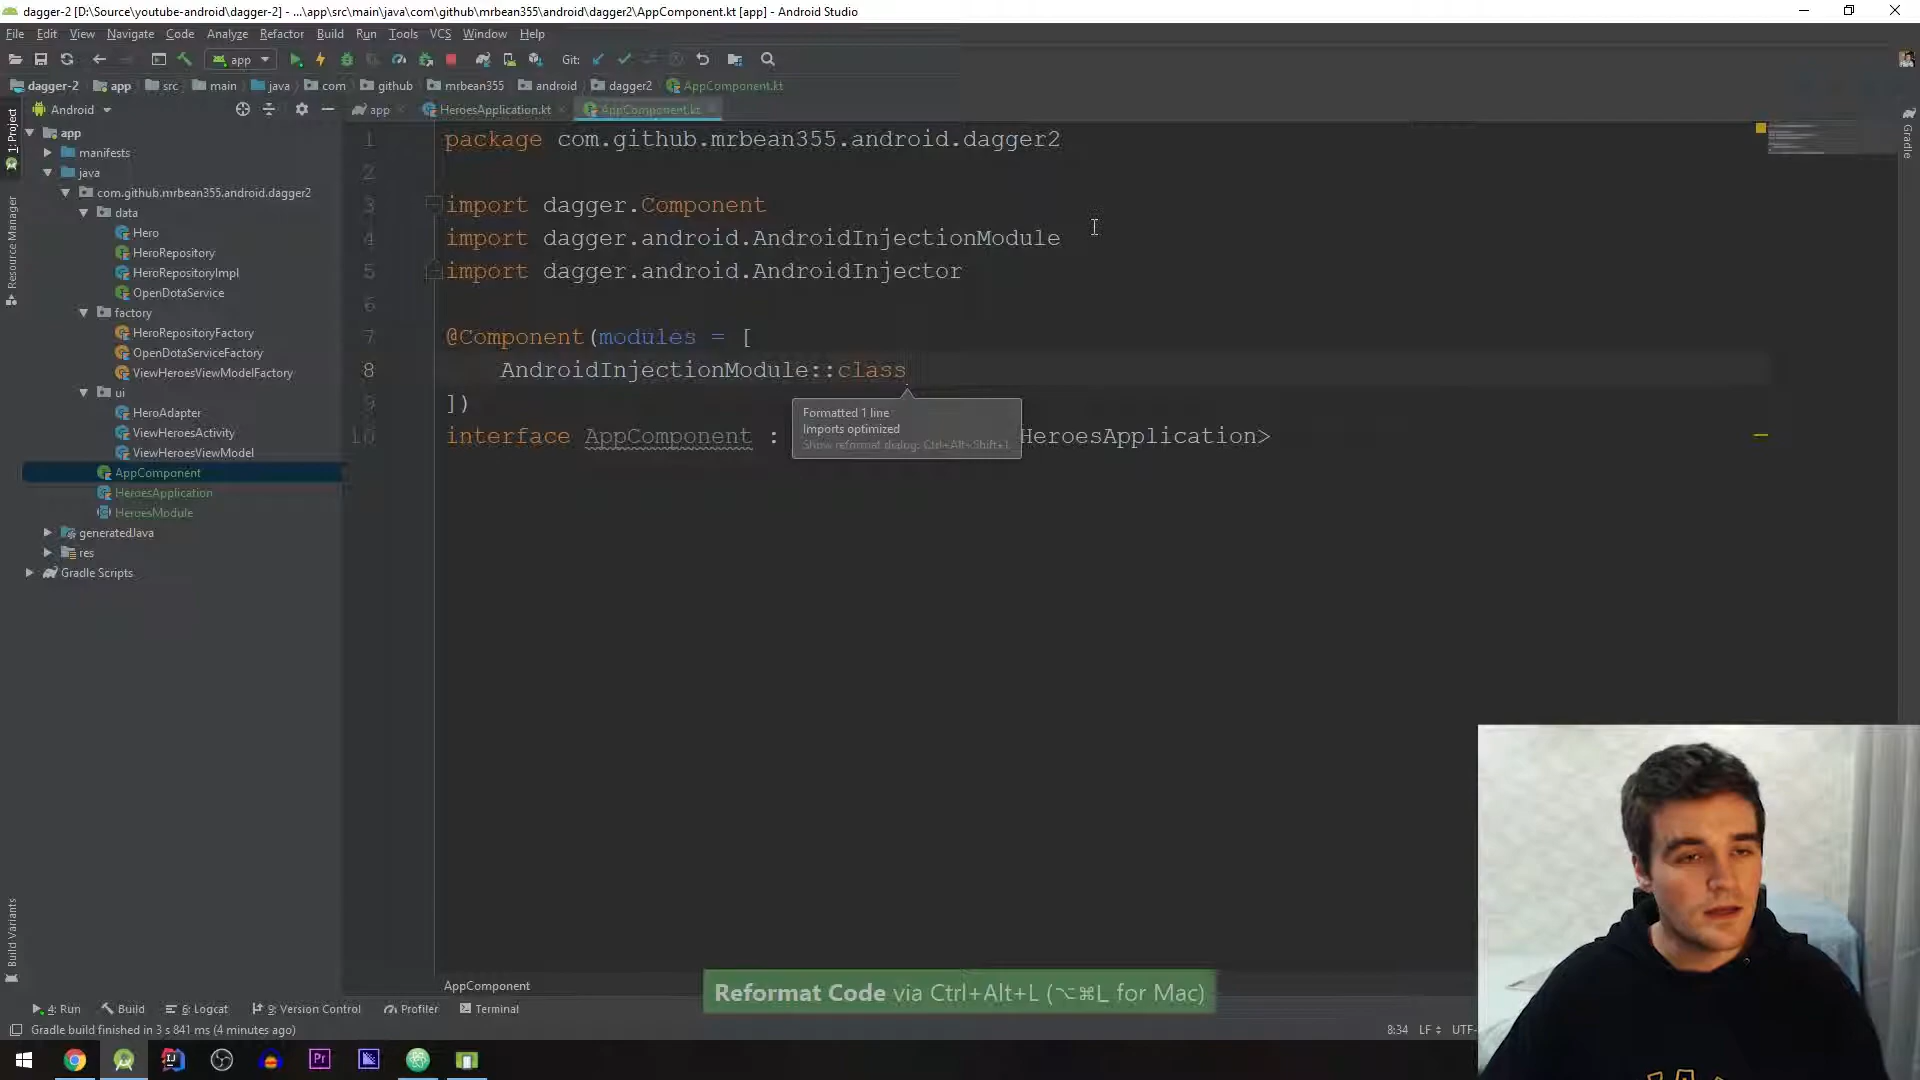 dagger-2 [D:\Source\youtube-android\dagger-2] - ...\app\src\main\java\com\github\mrbean355\android\dagger2\AppComponent.kt [app] - Android Studio
File Edit View Navigate Code Analyze Refactor Build Run Tools VCS Window Help
app Git:
dagger-2 app src main java com github mrbean355 android dagger2 AppComponent.kt
Android app HeroesApplication.kt AppComponent.kt
1: Project
Resource Manager
Build Variants
Gradle
app
manifests
java
com.github.mrbean355.android.dagger2
data
Hero
HeroRepository
HeroRepositoryImpl
OpenDotaService
factory
HeroRepositoryFactory
OpenDotaServiceFactory
ViewHeroesViewModelFactory
ui
HeroAdapter
ViewHeroesActivity
ViewHeroesViewModel
AppComponent
HeroesApplication
HeroesModule
generatedJava
res
Gradle Scripts
1 package com.github.mrbean355.android.dagger2
2
3 import dagger.Component
4 import dagger.android.AndroidInjectionModule
5 import dagger.android.AndroidInjector
6
7 @Component(modules = [
8 AndroidInjectionModule::class
9 ])
10 interface AppComponent : HeroesApplication>
Formatted 1 line
Imports optimized
Show reformat dialog: Ctrl+Alt+Shift+L
AppComponent
Reformat Code via Ctrl+Alt+L (⌥⌘L for Mac)
4: Run Build 6: Logcat 9: Version Control Profiler Terminal
Gradle build finished in 3 s 841 ms (4 minutes ago) 8:34 LF UTF-